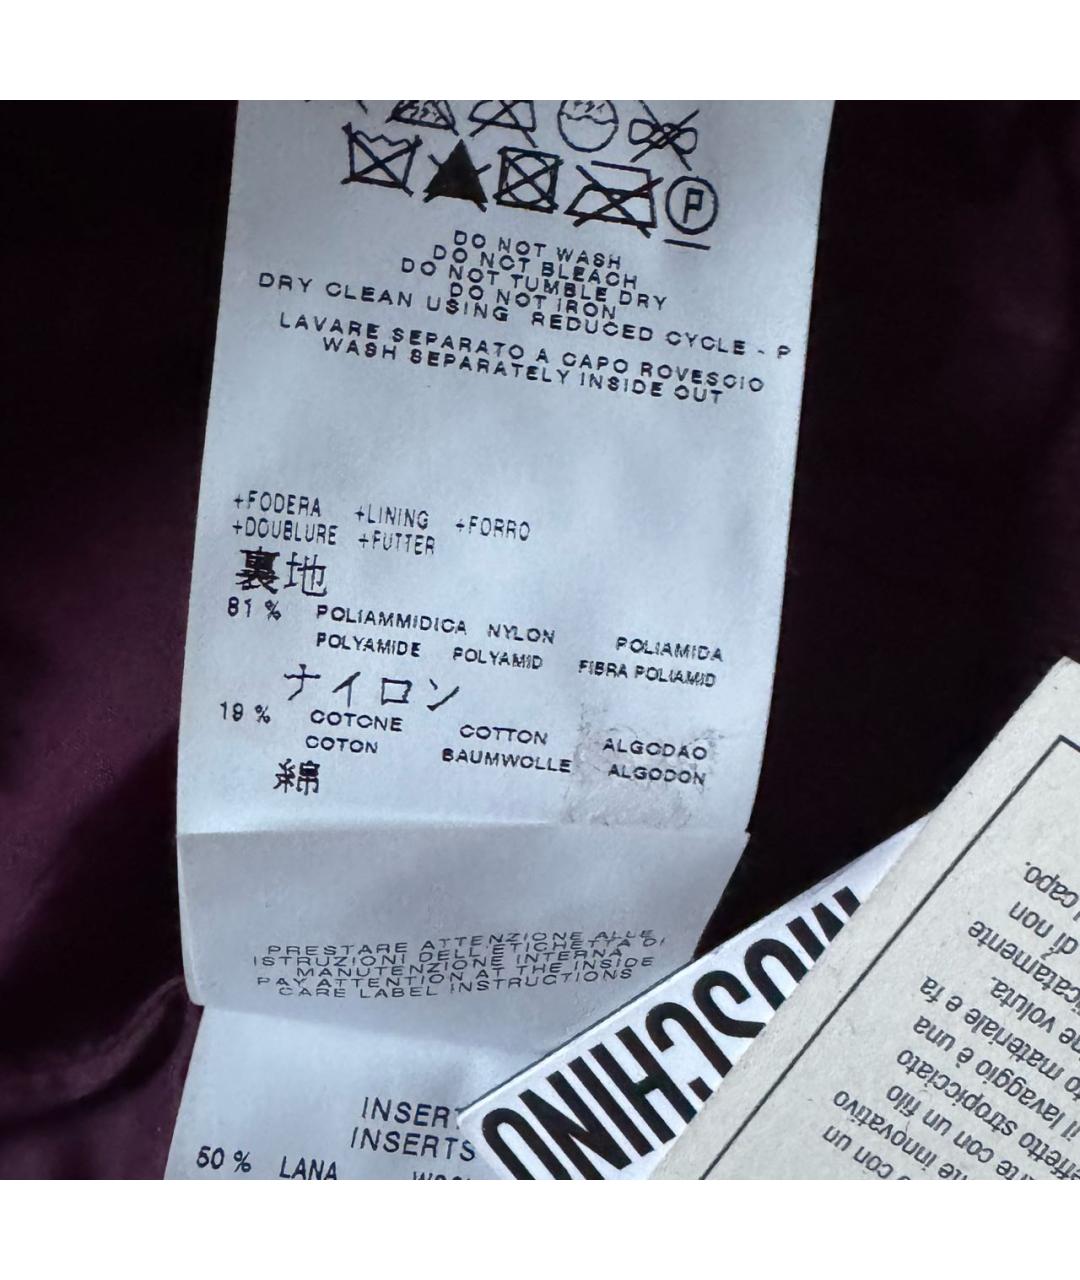 P
DO NOT WASH
DO NOT BLEACH
DO NOT TUMBLE DRY
DO NOT IRON
DRY CLEAN USING REDUCED CYCLE - P
LAVARE SEPARATO A CAPO ROVESCIO
WASH SEPARATELY INSIDE OUT
+FODERA +LINING +FORRO
+DOUBLURE +FUTTER
裏地
81 % POLIAMMIDICA NYLON POLIAMIDA
POLYAMIDE POLYAMID FIBRA POLIAMID
ナイロン
19 % COTONE COTTON ALGODAO
COTON BAUMWOLLE ALGODON
綿
PRESTARE ATTENZIONE ALLE
ISTRUZIONI DELL'ETICHETTA DI
MANUTENZIONE INTERNA
PAY ATTENTION AT THE INSIDE
CARE LABEL INSTRUCTIONS
INSERT
INSERTS
50 % LANA
MOSCHINO
o con un
innovativo
con un filo
effetto stropicciato
il lavaggio è una
materiale e fa
voluta.
di non
capo.